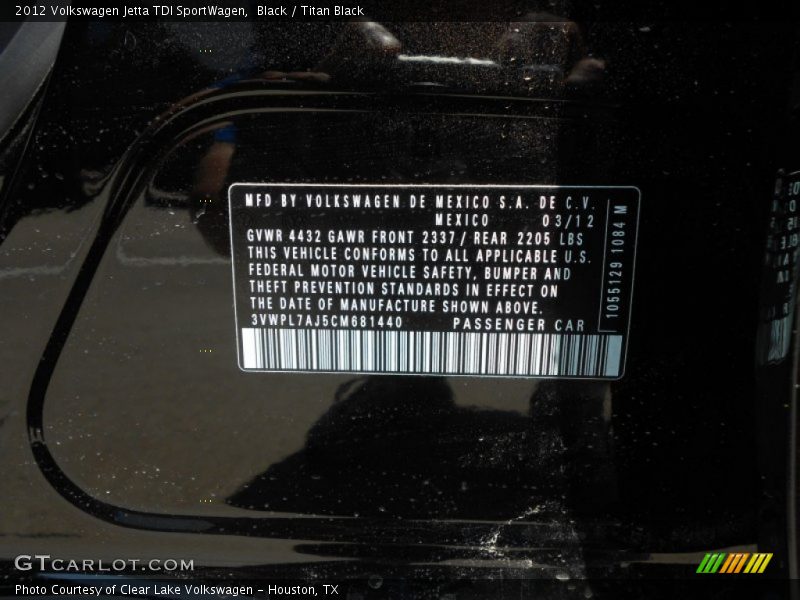 2012 Volkswagen Jetta TDI SportWagen,  Black / Titan Black
MFD BY VOLKSWAGEN DE MEXICO S.A. DE C.V.
MEXICO 03/12
GVWR 4432 GAWR FRONT 2337/ REAR 2205 LBS
THIS VEHICLE CONFORMS TO ALL APPLICABLE U.S.
FEDERAL MOTOR VEHICLE SAFETY, BUMPER AND
THEFT PREVENTION STANDARDS IN EFFECT ON
THE DATE OF MANUFACTURE SHOWN ABOVE.
3VWPL7AJ5CM681440 PASSENGER CAR
1055129 1084 M
GTCARLOT.COM
Photo Courtesy of Clear Lake Volkswagen - Houston, TX